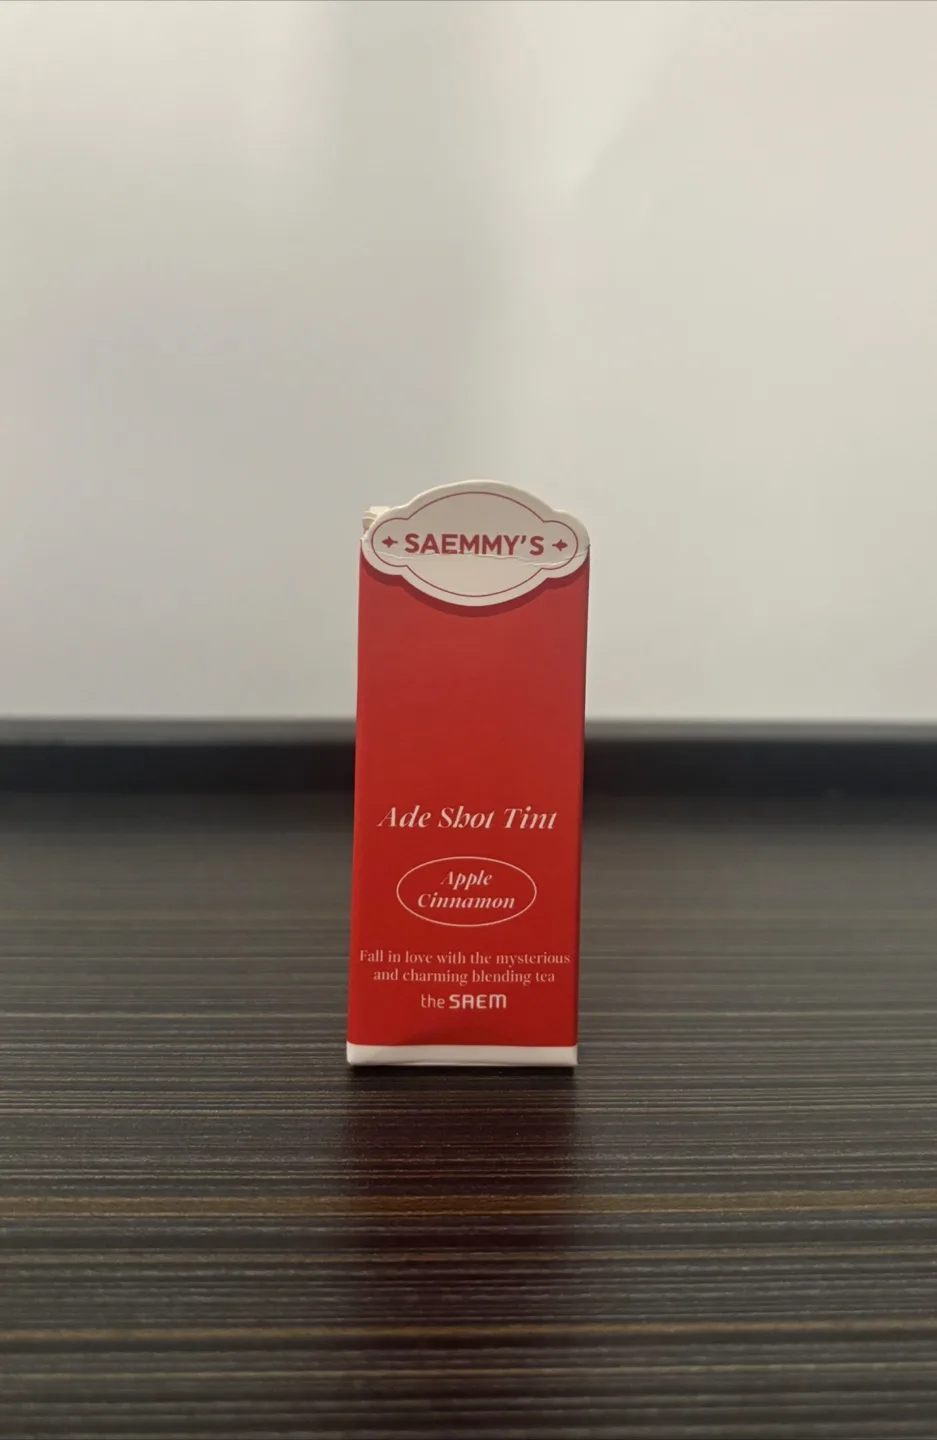 SAEMMY'S
Ade Shot Tint
Apple
Cinnamon
Fall in love with the mysterious
and charming blending tea
the SAEM